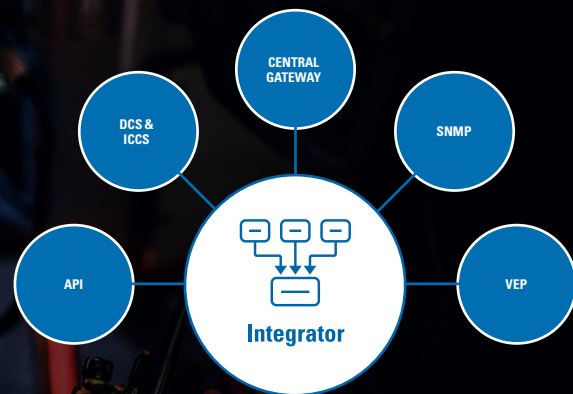 CENTRAL
GATEWAY
DCS &
ICCS
SNMP
API
VEP
Integrator